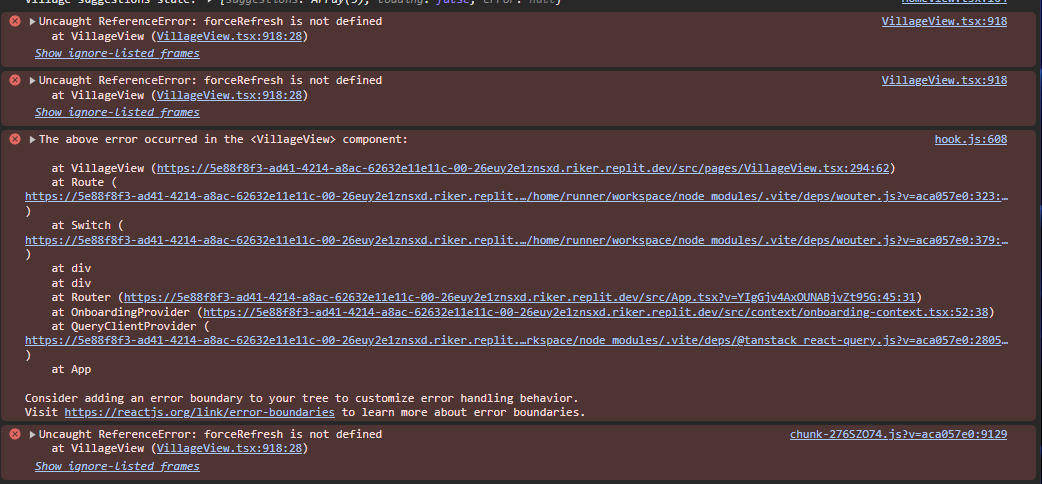 Village suggestions state: ▶ {suggestions: Array(5), loading: false, error: null}
▶Uncaught ReferenceError: forceRefresh is not defined VillageView.tsx:918
at VillageView (VillageView.tsx:918:28)
Show ignore-listed frames
▶Uncaught ReferenceError: forceRefresh is not defined VillageView.tsx:918
at VillageView (VillageView.tsx:918:28)
Show ignore-listed frames
▶The above error occurred in the <VillageView> component: hook.js:608
at VillageView (https://5e88f8f3-ad41-4214-a8ac-62632e11e11c-00-26euy2e1znsxd.riker.replit.dev/src/pages/VillageView.tsx:294:62)
at Route (
https://5e88f8f3-ad41-4214-a8ac-62632e11e11c-00-26euy2e1znsxd.riker.replit.…/home/runner/workspace/node_modules/.vite/deps/wouter.js?v=aca057e0:323:…
)
at Switch (
https://5e88f8f3-ad41-4214-a8ac-62632e11e11c-00-26euy2e1znsxd.riker.replit.…/home/runner/workspace/node_modules/.vite/deps/wouter.js?v=aca057e0:379:…
)
at div
at div
at Router (https://5e88f8f3-ad41-4214-a8ac-62632e11e11c-00-26euy2e1znsxd.riker.replit.dev/src/App.tsx?v=YIgGjv4AxOUNABjvZt95G:45:31)
at OnboardingProvider (https://5e88f8f3-ad41-4214-a8ac-62632e11e11c-00-26euy2e1znsxd.riker.replit.dev/src/context/onboarding-context.tsx:52:38)
at QueryClientProvider (
https://5e88f8f3-ad41-4214-a8ac-62632e11e11c-00-26euy2e1znsxd.riker.replit.…rkspace/node_modules/.vite/deps/@tanstack_react-query.js?v=aca057e0:2805…
)
at App
Consider adding an error boundary to your tree to customize error handling behavior.
Visit https://reactjs.org/link/error-boundaries to learn more about error boundaries.
▶Uncaught ReferenceError: forceRefresh is not defined chunk-276SZO74.js?v=aca057e0:9129
at VillageView (VillageView.tsx:918:28)
Show ignore-listed frames